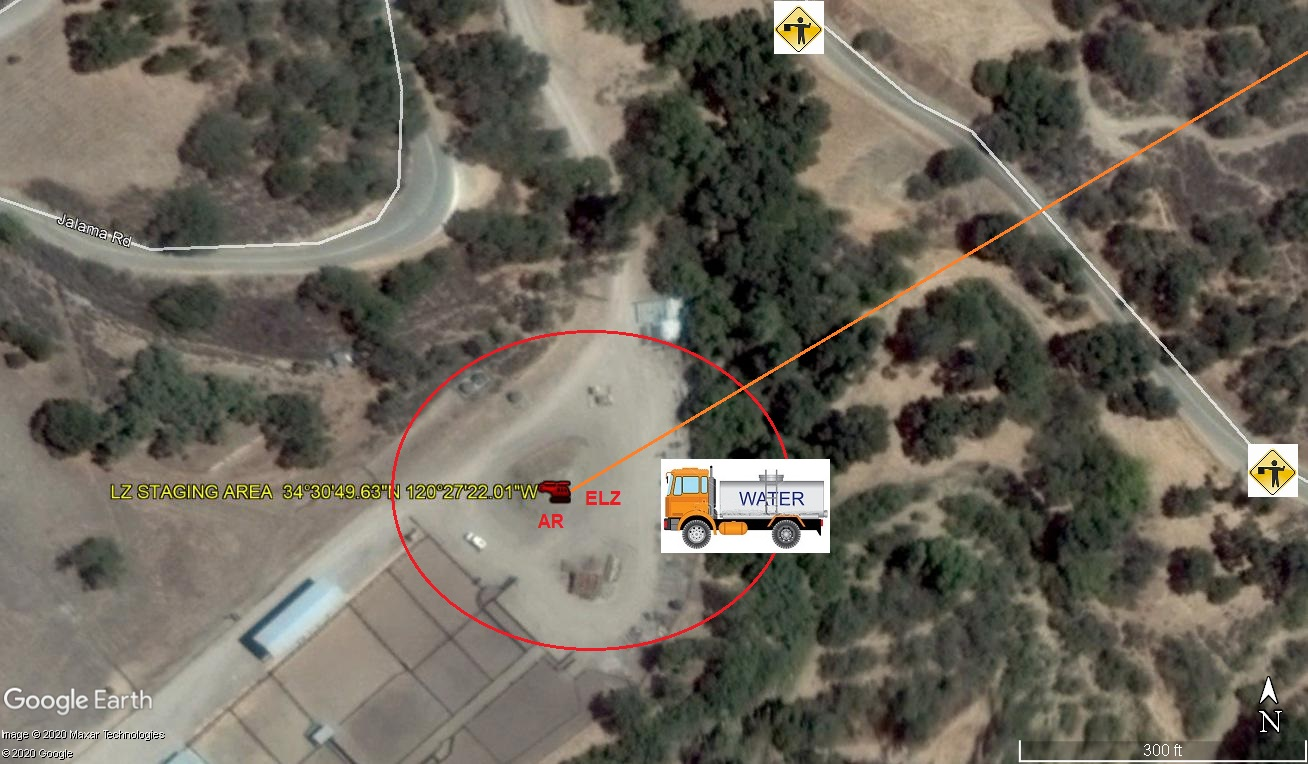 Jalama Rd
LZ STAGING AREA 34°30'49.63"N 120°27'22.01"W
ELZ
AR
WATER
Google Earth
Image © 2020 Maxar Technologies
© 2020 Google
N
300 ft